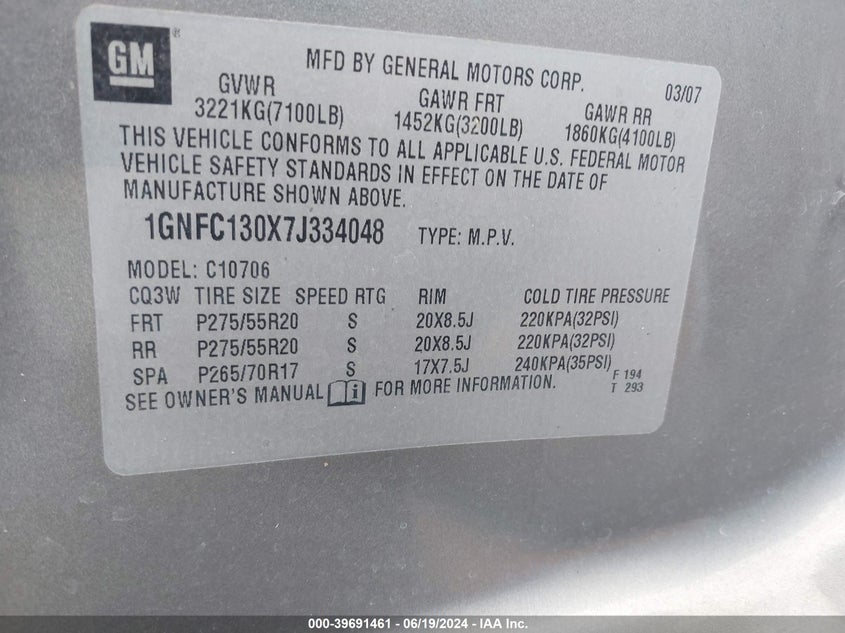 GM®
MFD BY GENERAL MOTORS CORP. 03/07
GVWR GAWR FRT GAWR RR
3221KG(7100LB) 1452KG(3200LB) 1860KG(4100LB)
THIS VEHICLE CONFORMS TO ALL APPLICABLE U.S. FEDERAL MOTOR
VEHICLE SAFETY STANDARDS IN EFFECT ON THE DATE OF
MANUFACTURE SHOWN ABOVE.
1GNFC130X7J334048 TYPE: M.P.V.
MODEL: C10706
CQ3W TIRE SIZE SPEED RTG RIM COLD TIRE PRESSURE
FRT P275/55R20 S 20X8.5J 220KPA(32PSI)
RR P275/55R20 S 20X8.5J 220KPA(32PSI)
SPA P265/70R17 S 17X7.5J 240KPA(35PSI) F 194
SEE OWNER'S MANUAL i FOR MORE INFORMATION. T 293
000-39691461 - 06/19/2024 - IAA Inc.